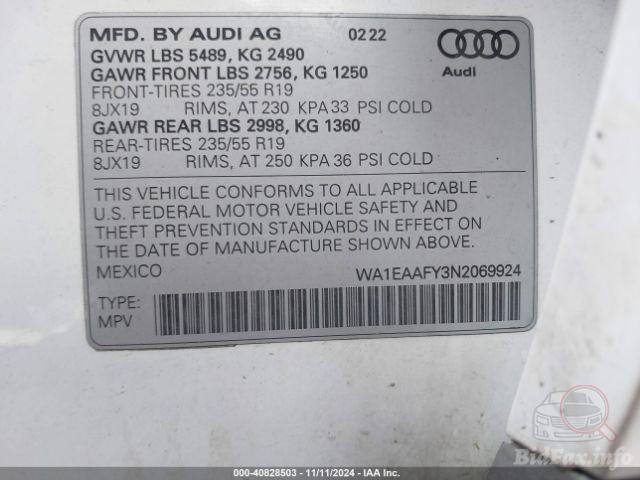 MFD. BY AUDI AG 02 22
GVWR LBS 5489, KG 2490
GAWR FRONT LBS 2756, KG 1250
FRONT-TIRES 235/55 R19
8JX19 RIMS, AT 230 KPA 33 PSI COLD
GAWR REAR LBS 2998, KG 1360
REAR-TIRES 235/55 R19
8JX19 RIMS, AT 250 KPA 36 PSI COLD
Audi
THIS VEHICLE CONFORMS TO ALL APPLICABLE
U.S. FEDERAL MOTOR VEHICLE SAFETY AND
THEFT PREVENTION STANDARDS IN EFFECT ON
THE DATE OF MANUFACTURE SHOWN ABOVE.
MEXICO WA1EAAFY3N2069924
TYPE:
MPV
BidFax.info
000-40828503 - 11/11/2024 - IAA Inc.